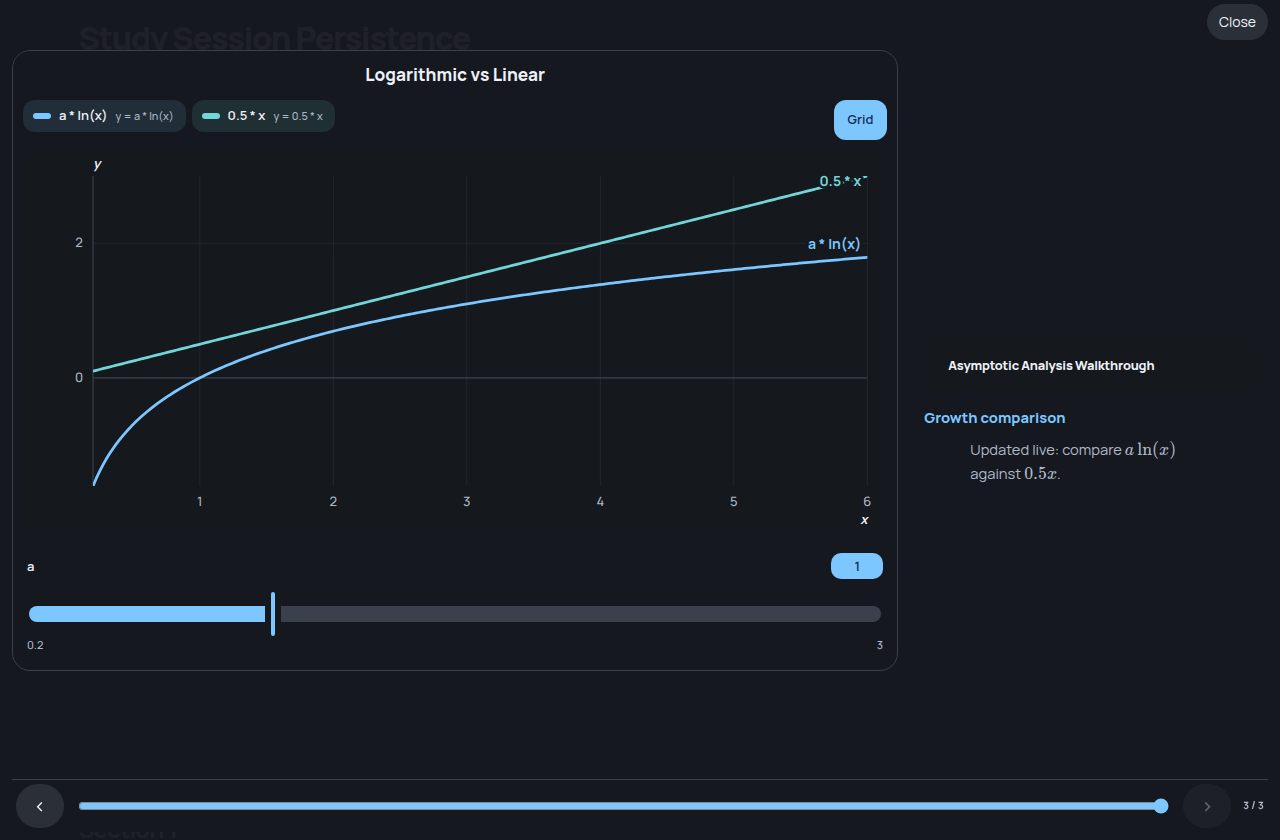 Study Session Persistence
Close
Logarithmic vs Linear
a * ln(x) y = a * ln(x) 0.5 * x y = 0.5 * x
Grid
y
0.5 * x
a * ln(x)
2
0
1 2 3 4 5 6
x
a
1
0.2 3
Asymptotic Analysis Walkthrough
Growth comparison
Updated live: compare a ln(x)
against 0.5x.
3 / 3
Section 1